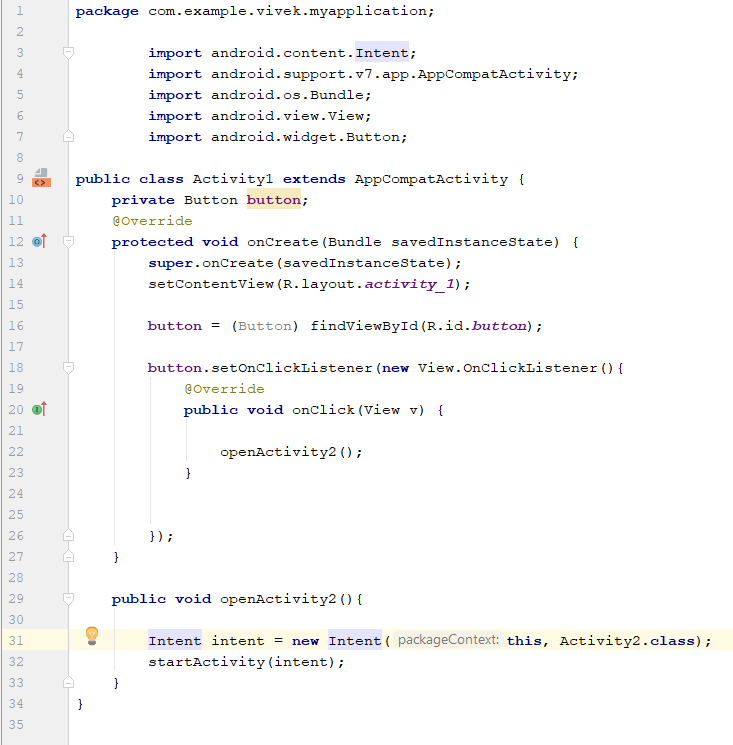 1 package com.example.vivek.myapplication;
2
3 import android.content.Intent;
4 import android.support.v7.app.AppCompatActivity;
5 import android.os.Bundle;
6 import android.view.View;
7 import android.widget.Button;
8
9 public class Activity1 extends AppCompatActivity {
10 private Button button;
11 @Override
12 protected void onCreate(Bundle savedInstanceState) {
13 super.onCreate(savedInstanceState);
14 setContentView(R.layout.activity_1);
15
16 button = (Button) findViewById(R.id.button);
17
18 button.setOnClickListener(new View.OnClickListener(){
19 @Override
20 public void onClick(View v) {
21
22 openActivity2();
23 }
24
25
26 });
27 }
28
29 public void openActivity2(){
30
31 Intent intent = new Intent( packageContext: this, Activity2.class);
32 startActivity(intent);
33 }
34 }
35